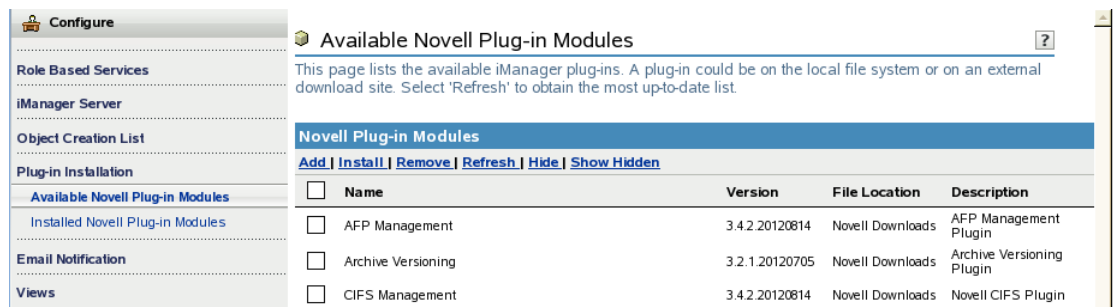 Configure
Role Based Services
iManager Server
Object Creation List
Plug-in Installation
Available Novell Plug-in Modules
Installed Novell Plug-in Modules
Email Notification
Views
Available Novell Plug-in Modules
?
This page lists the available iManager plug-ins. A plug-in could be on the local file system or on an external
download site. Select 'Refresh' to obtain the most up-to-date list.
Novell Plug-in Modules
Add | Install | Remove | Refresh | Hide | Show Hidden
Name Version File Location Description
AFP Management 3.4.2.20120814 Novell Downloads AFP Management
Plugin
Archive Versioning 3.2.1.20120705 Novell Downloads Archive Versioning
Plugin
CIFS Management 3.4.2.20120814 Novell Downloads Novell CIFS Plugin